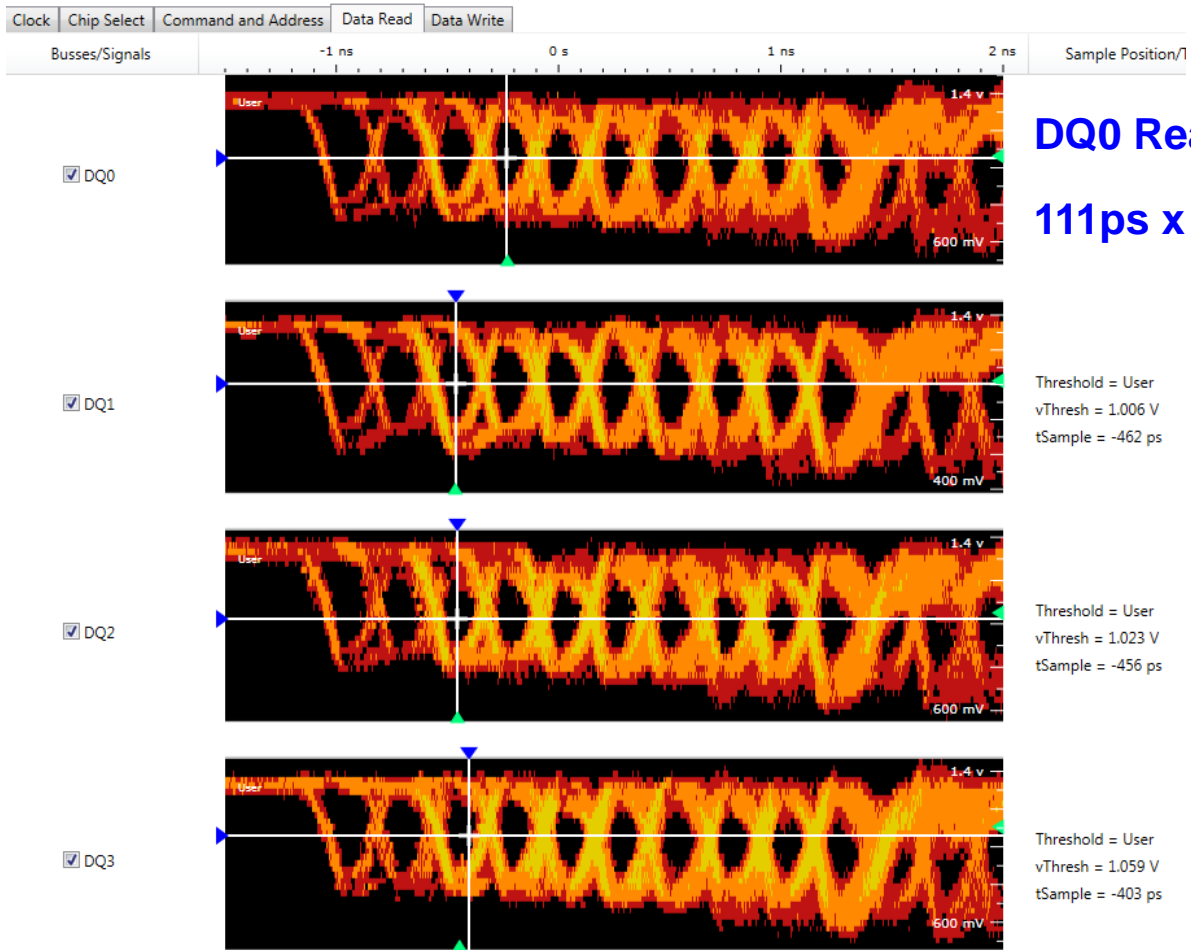 Clock Chip Select Command and Address Data Read Data Write
Busses/Signals -1 ns 0 s 1 ns 2 ns Sample Position/T
User 1.4 v
DQ0 Rea
DQ0
111ps x
600 mV
User 1.4 v
Threshold = User
DQ1
vThresh = 1.006 V
tSample = -462 ps
400 mV
User 1.4 v
Threshold = User
DQ2
vThresh = 1.023 V
tSample = -456 ps
600 mV
User 1.4 v
Threshold = User
DQ3
vThresh = 1.059 V
tSample = -403 ps
600 mV